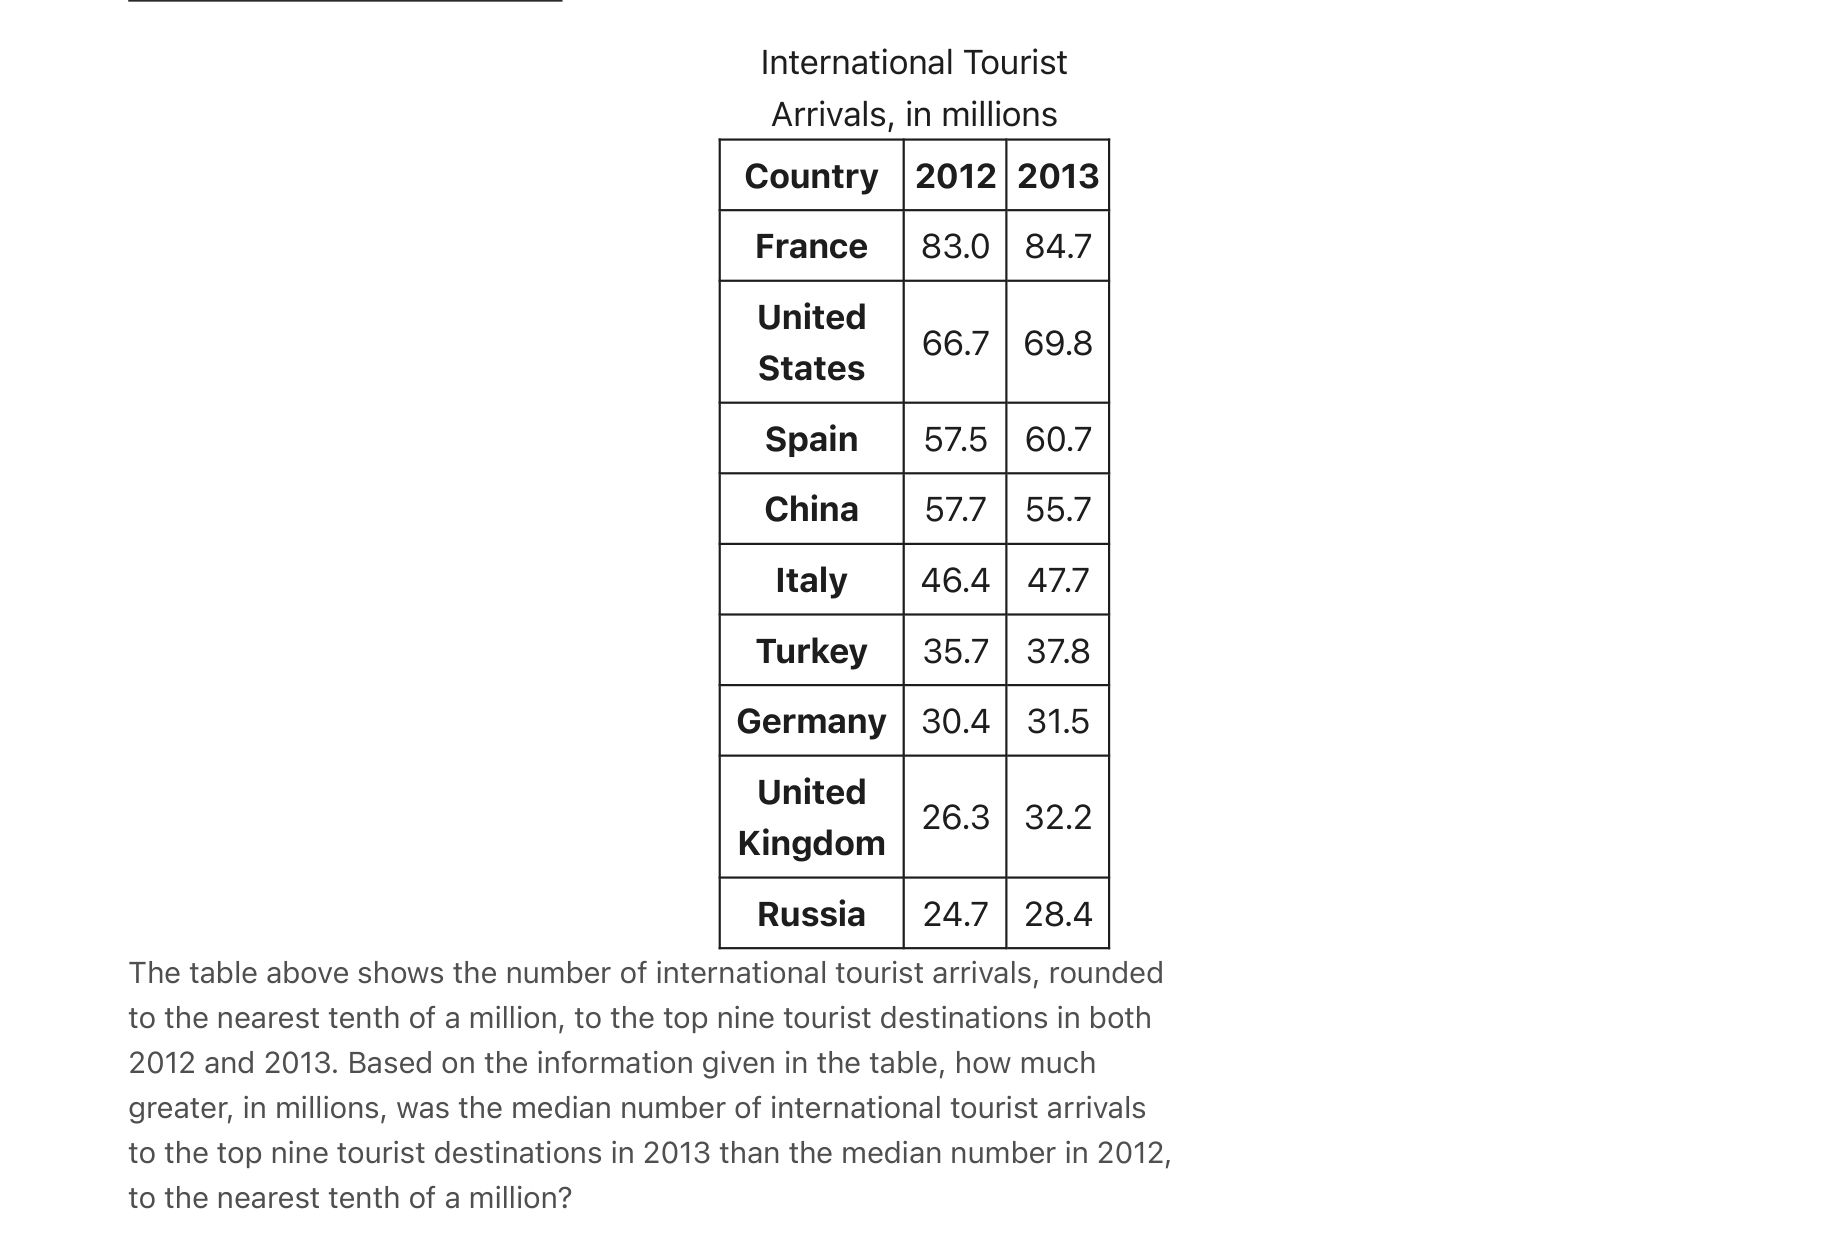 International Tourist
Arrivals, in millions
Country 2012 2013
France 83.0 84.7
United
States 66.7 69.8
Spain 57.5 60.7
China 57.7 55.7
Italy 46.4 47.7
Turkey 35.7 37.8
Germany 30.4 31.5
United
Kingdom 26.3 32.2
Russia 24.7 28.4
The table above shows the number of international tourist arrivals, rounded
to the nearest tenth of a million, to the top nine tourist destinations in both
2012 and 2013. Based on the information given in the table, how much
greater, in millions, was the median number of international tourist arrivals
to the top nine tourist destinations in 2013 than the median number in 2012,
to the nearest tenth of a million?